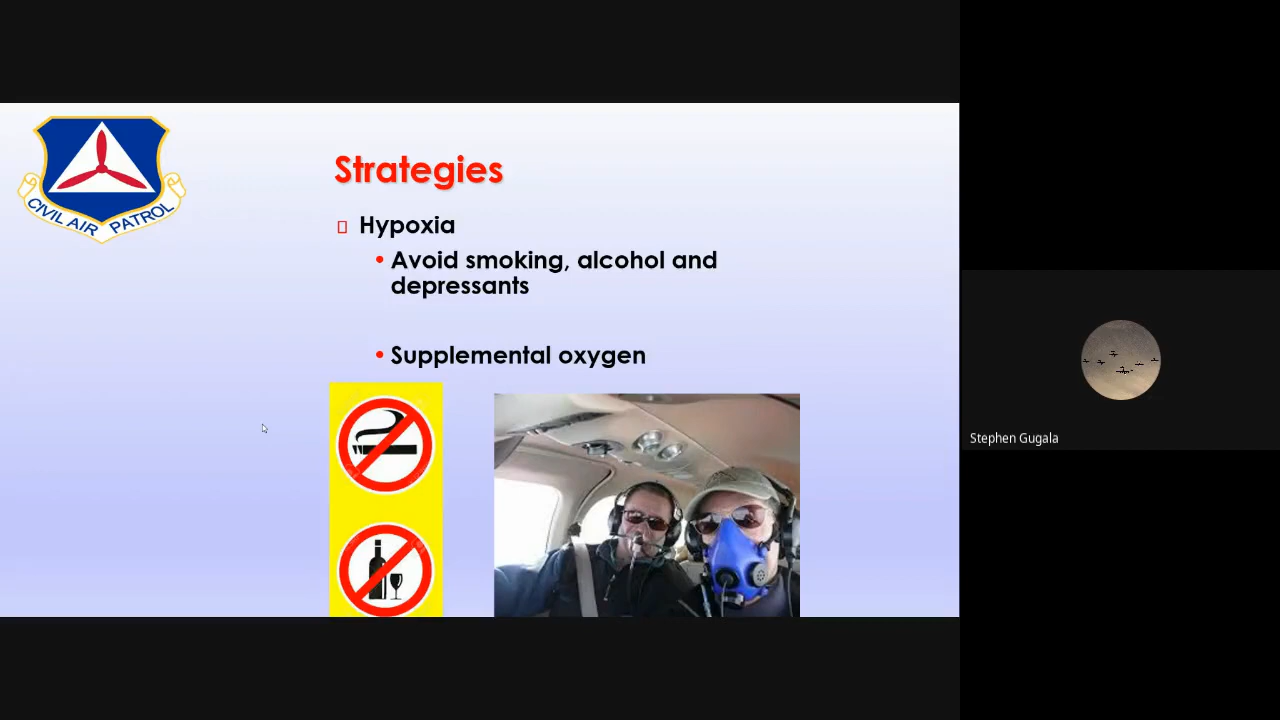 CIVIL AIR PATROL
Strategies
Hypoxia
• Avoid smoking, alcohol and
depressants
• Supplemental oxygen
Stephen Gugala